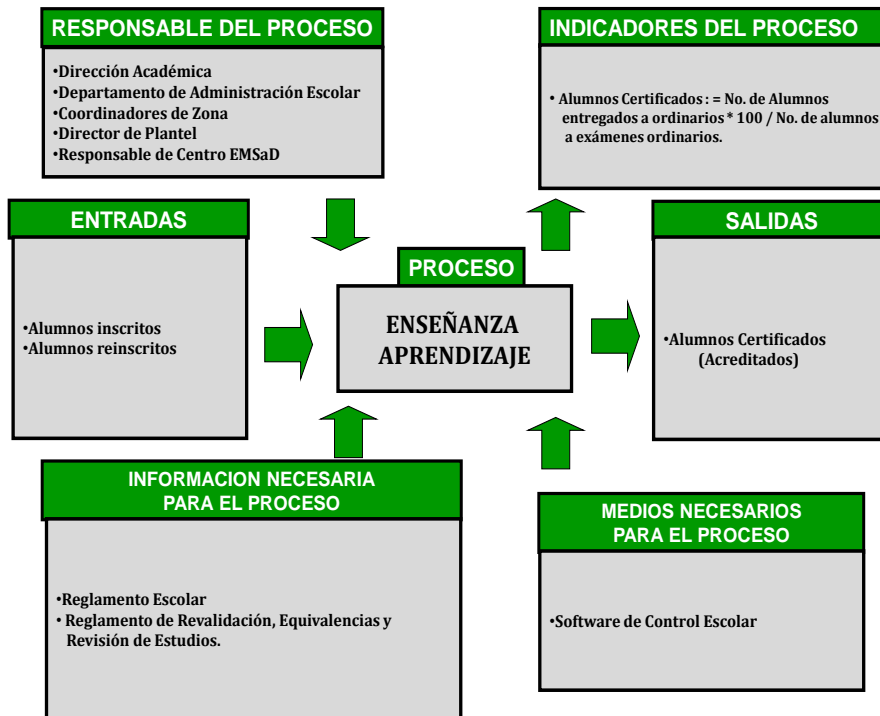 RESPONSABLE DEL PROCESO
•Dirección Académica
•Departamento de Administración Escolar
•Coordinadores de Zona
•Director de Plantel
•Responsable de Centro EMSaD
INDICADORES DEL PROCESO
• Alumnos Certificados : = No. de Alumnos
entregados a ordinarios * 100 / No. de alumnos
a exámenes ordinarios.
ENTRADAS
•Alumnos inscritos
•Alumnos reinscritos
PROCESO
ENSEÑANZA
APRENDIZAJE
SALIDAS
•Alumnos Certificados
(Acreditados)
INFORMACION NECESARIA
PARA EL PROCESO
•Reglamento Escolar
• Reglamento de Revalidación, Equivalencias y
Revisión de Estudios.
MEDIOS NECESARIOS
PARA EL PROCESO
•Software de Control Escolar